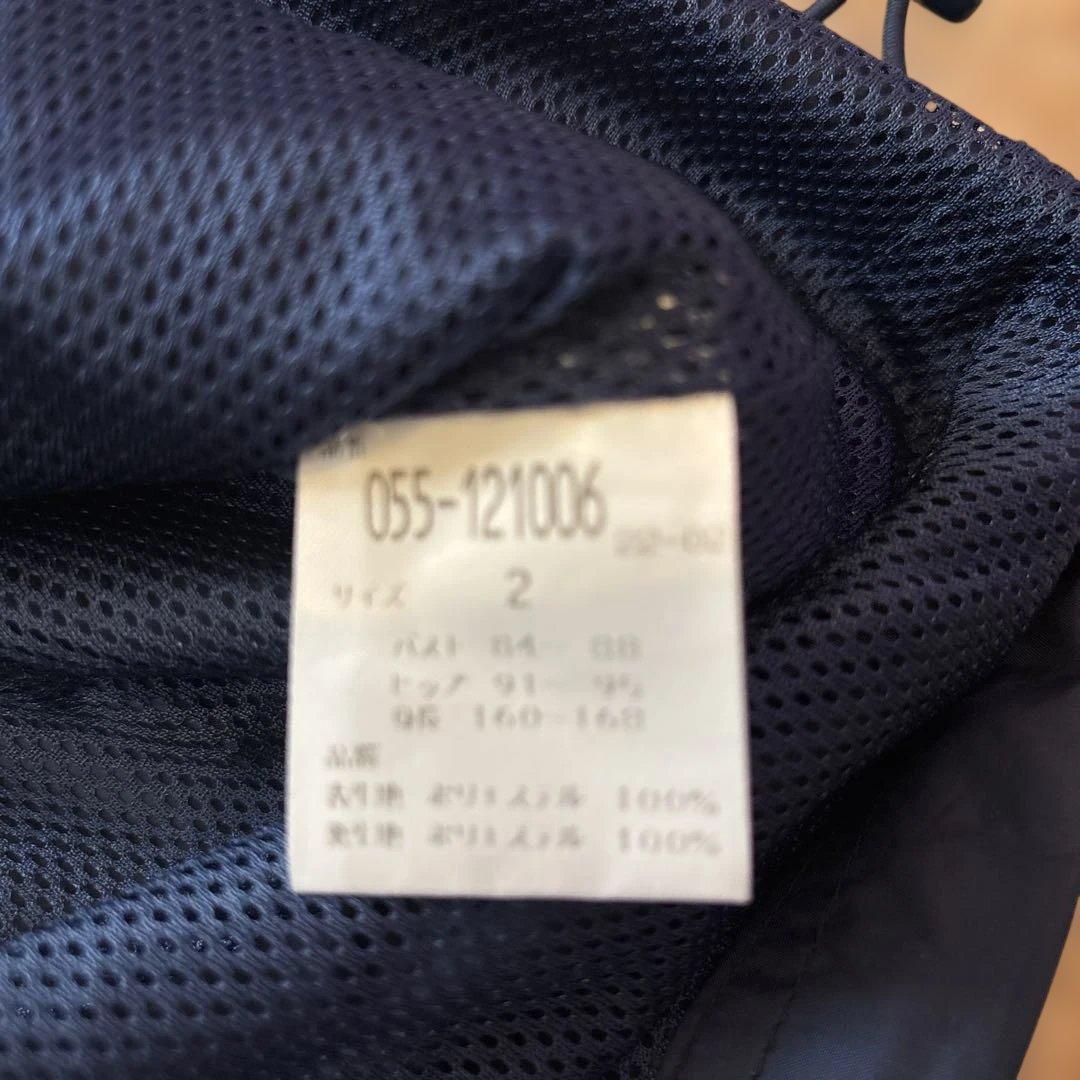 品番
055-121006
サイズ 2
バスト 84- 88
ヒップ 91- 95
身長 160-168
品質
表生地 ポリエステル 100%
裏生地 ポリエステル 100%